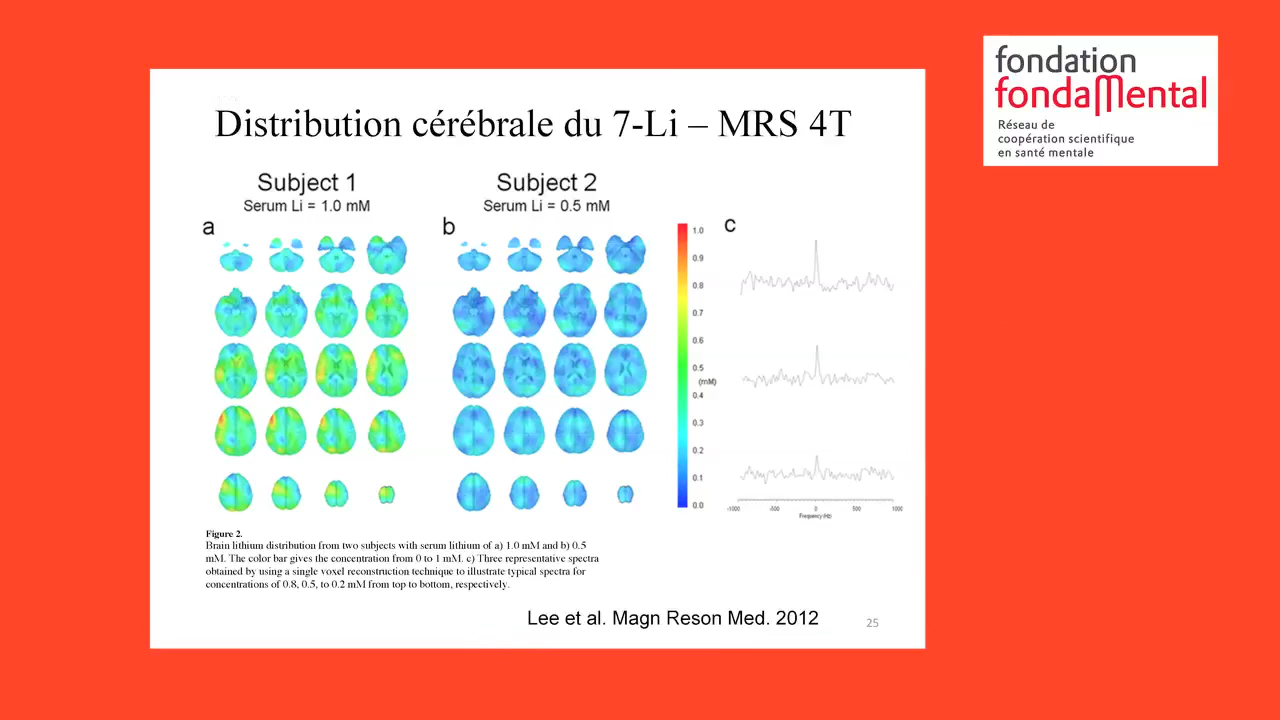 fondation
fondaMental
Réseau de
coopération scientifique
en santé mentale
Distribution cérébrale du 7-Li – MRS 4T
Subject 1
Serum Li = 1.0 mM
Subject 2
Serum Li = 0.5 mM
a
b
c
1.0
0.9
0.8
0.7
0.6
0.5
(mM)
0.4
0.3
0.2
0.1
0.0
-1000
-500
0
500
1000
Frequency (Hz)
Figure 2.
Brain lithium distribution from two subjects with serum lithium of a) 1.0 mM and b) 0.5
mM. The color bar gives the concentration from 0 to 1 mM. c) Three representative spectra
obtained by using a single voxel reconstruction technique to illustrate typical spectra for
concentrations of 0.8, 0.5, to 0.2 mM from top to bottom, respectively.
Lee et al. Magn Reson Med. 2012
25